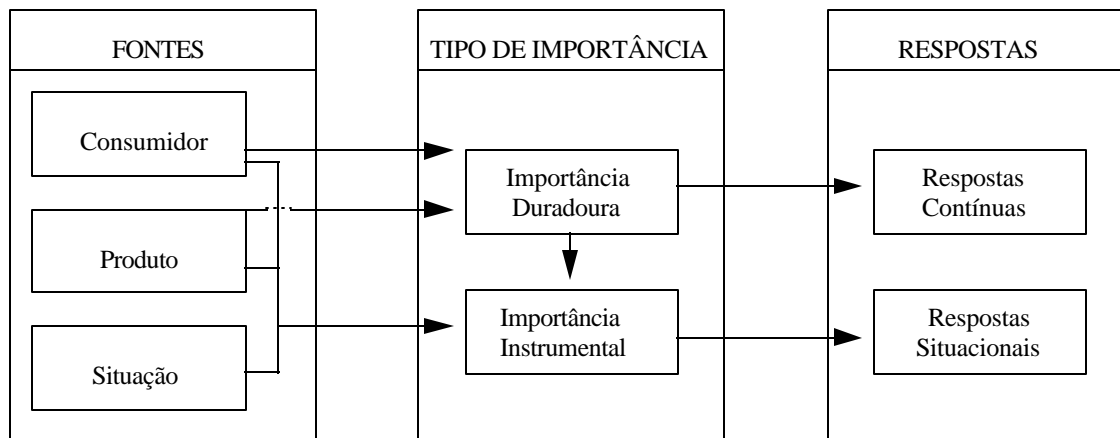 FONTES
Consumidor
Produto
Situação
TIPO DE IMPORTÂNCIA
Importância
Duradoura
Importância
Instrumental
RESPOSTAS
Respostas
Contínuas
Respostas
Situacionais